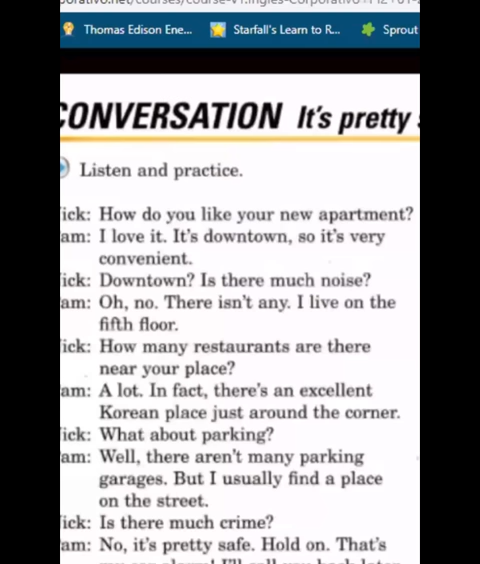 Thomas Edison Ene... Starfall's Learn to R... Sprout
CONVERSATION It's pretty
Listen and practice.
ick: How do you like your new apartment?
am: I love it. It's downtown, so it's very
convenient.
ick: Downtown? Is there much noise?
am: Oh, no. There isn't any. I live on the
fifth floor.
ick: How many restaurants are there
near your place?
am: A lot. In fact, there's an excellent
Korean place just around the corner.
ick: What about parking?
am: Well, there aren't many parking
garages. But I usually find a place
on the street.
ick: Is there much crime?
am: No, it's pretty safe. Hold on. That's